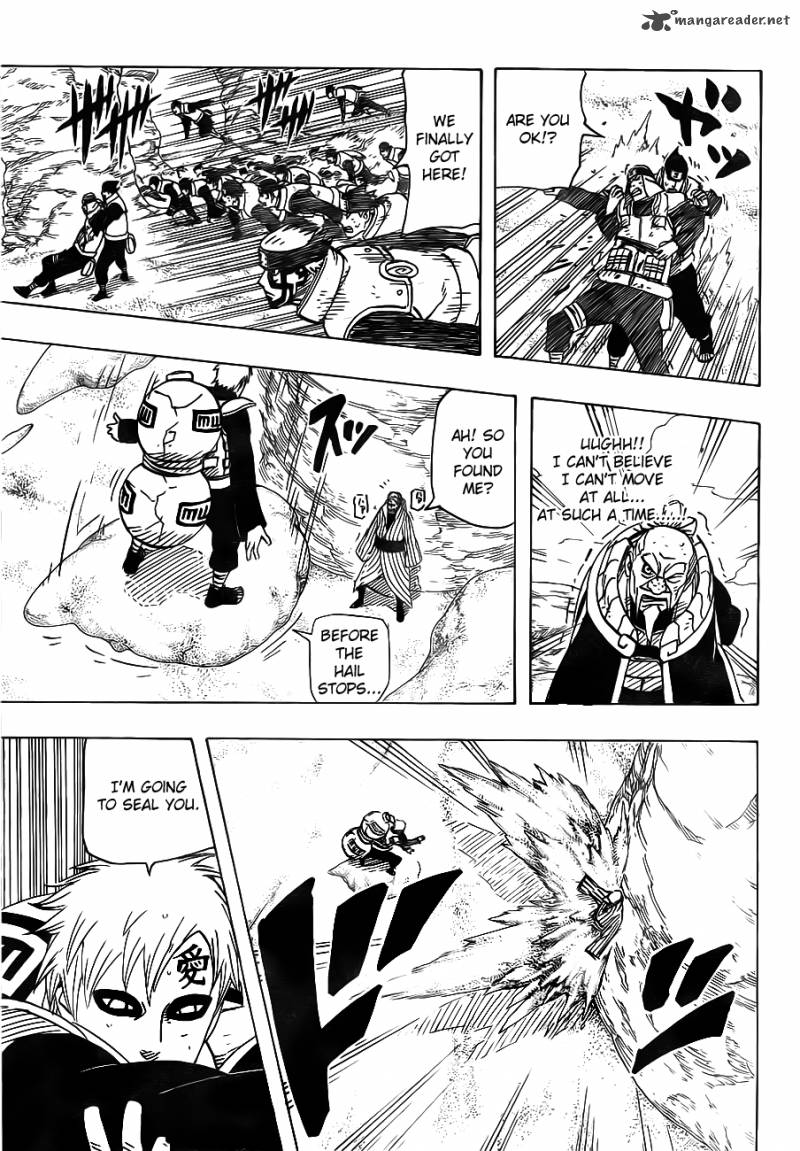 mangareader.net
ARE YOU
OK!?
ガッ
WE
FINALLY
GOT
HERE!
UUGHH!!
I CAN'T BELIEVE
I CAN'T MOVE
AT ALL...
AT SUCH A TIME.....
AH! SO
YOU
FOUND
ME?
BEFORE
THE
HAIL
STOPS...
ドッ
愛
I'M GOING
TO SEAL YOU.